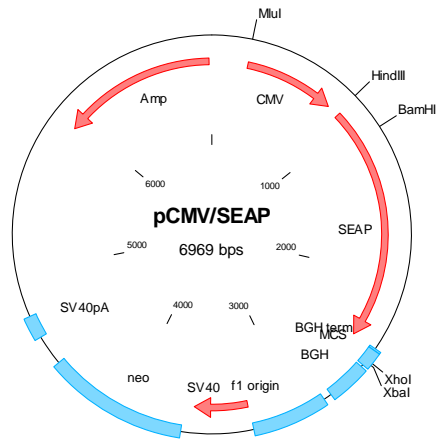 MluI
HindIII
BamHI
CMV
Amp
1000
6000
pCMV/SEAP
6969 bps
SEAP
5000
2000
SV40pA
4000
3000
BGH term
MCS
BGH
XhoI
XbaI
neo
SV40
f1 origin